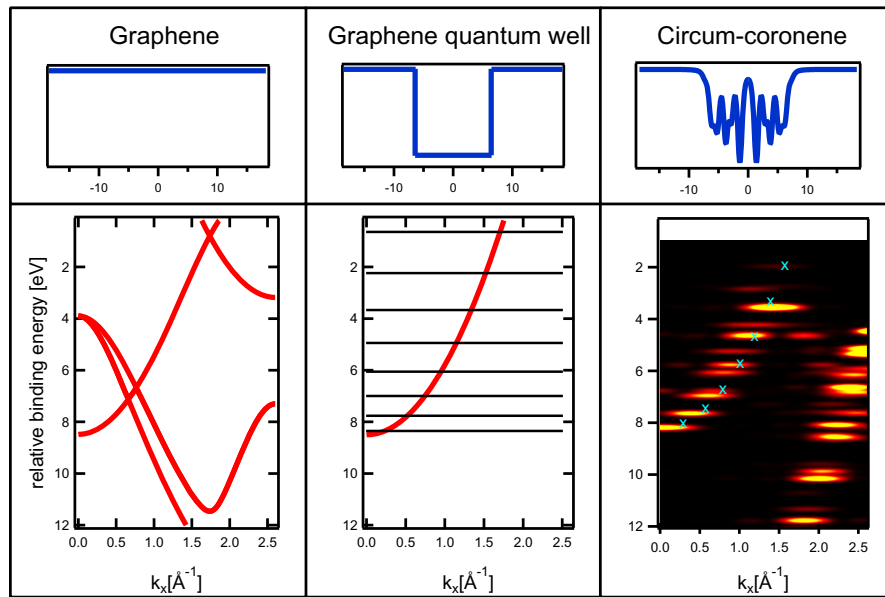 Graphene
Graphene quantum well
Circum-coronene
-10 0 10
-10 0 10
-10 0 10
relative binding energy [eV]
2
4
6
8
10
12
0.0 0.5 1.0 1.5 2.0 2.5
kₓ[Å⁻¹]
2
4
6
8
10
12
0.0 0.5 1.0 1.5 2.0 2.5
kₓ[Å⁻¹]
2
4
6
8
10
12
x
x
x
x
x
x
x
0.0 0.5 1.0 1.5 2.0 2.5
kₓ[Å⁻¹]